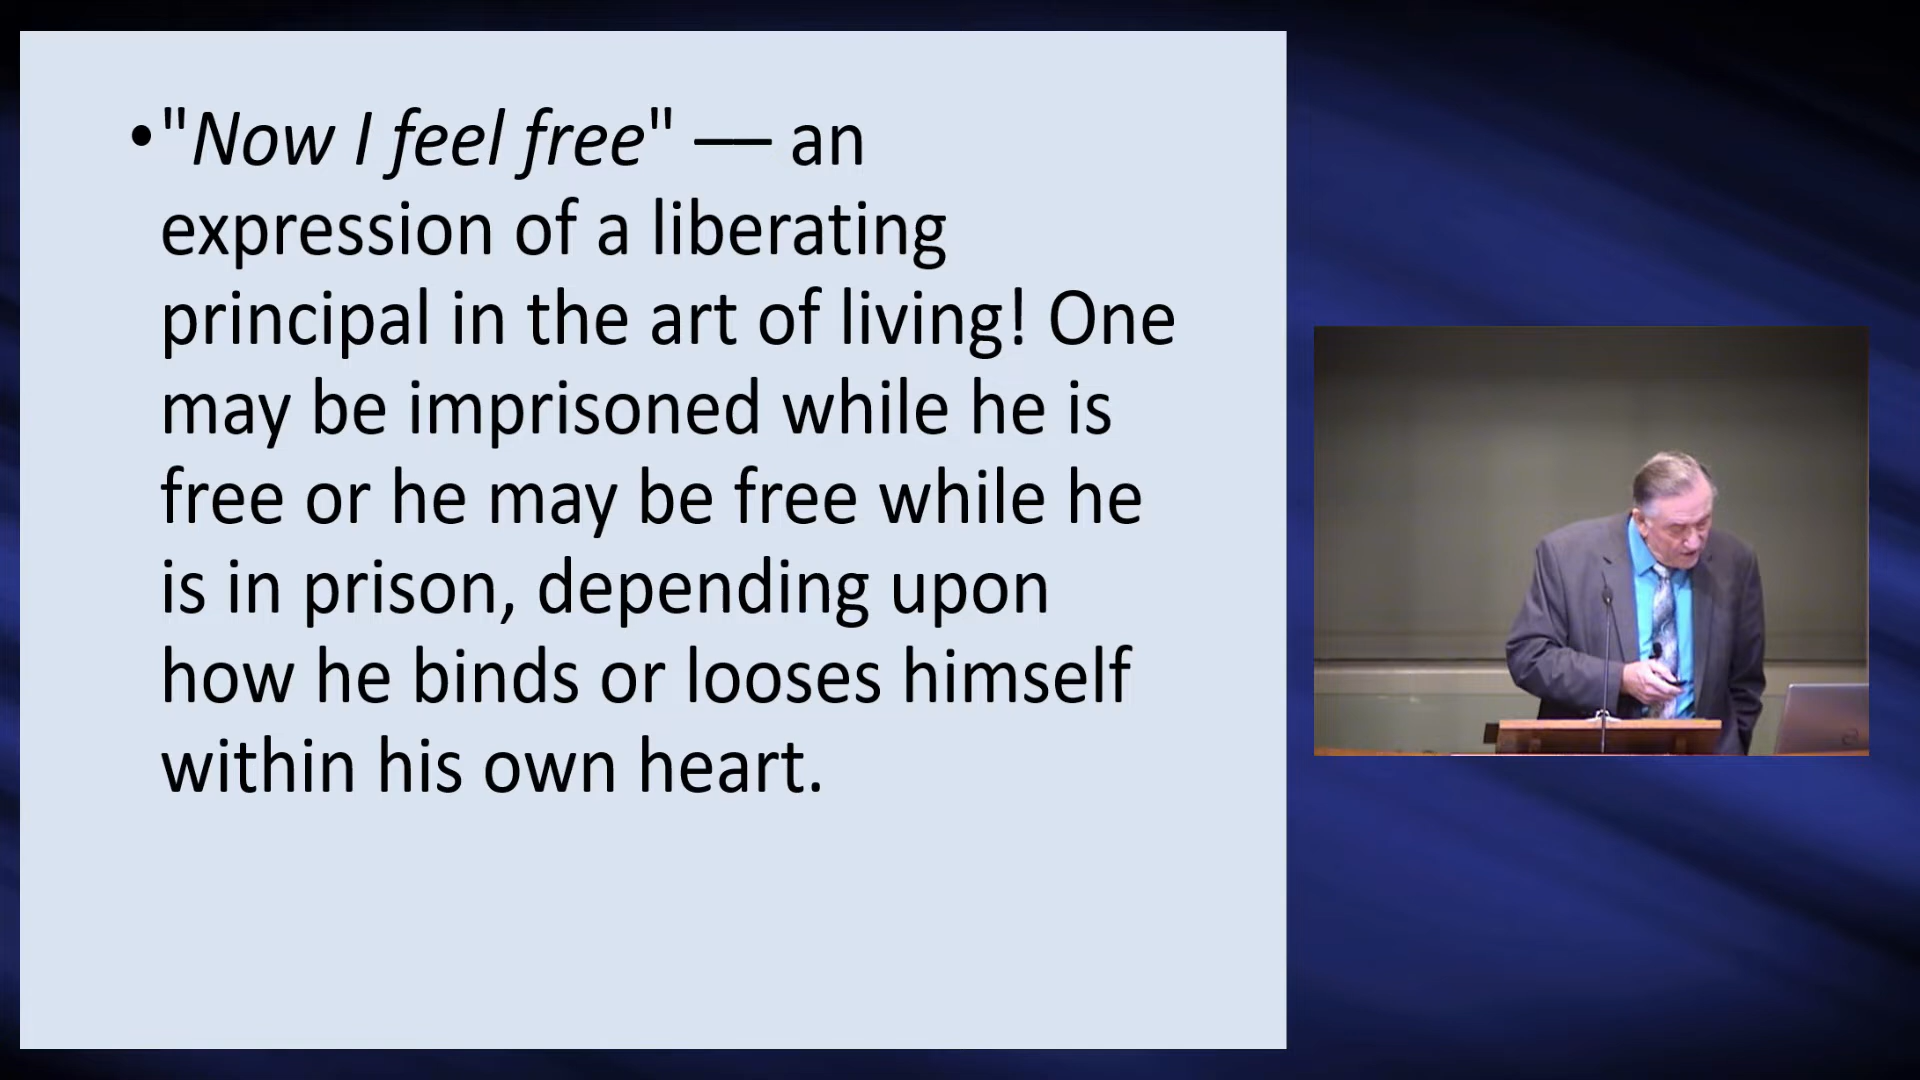 •"Now I feel free" — an
expression of a liberating
principal in the art of living! One
may be imprisoned while he is
free or he may be free while he
is in prison, depending upon
how he binds or looses himself
within his own heart.